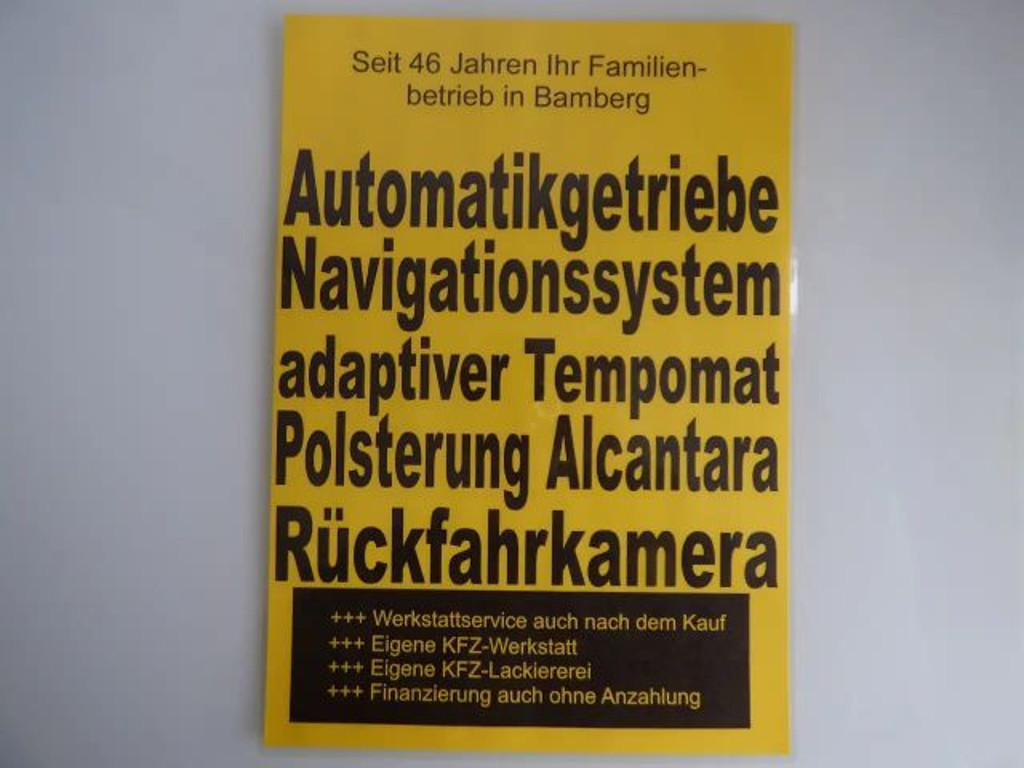 Seit 46 Jahren Ihr Familien-
betrieb in Bamberg
Automatikgetriebe
Navigationssystem
adaptiver Tempomat
Polsterung Alcantara
Rückfahrkamera
+++ Werkstattservice auch nach dem Kauf
+++ Eigene KFZ-Werkstatt
+++ Eigene KFZ-Lackiererei
+++ Finanzierung auch ohne Anzahlung